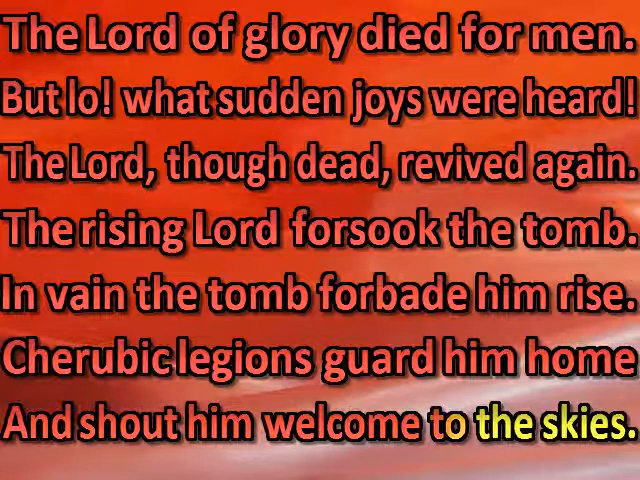 The Lord of glory died for men.
But lo! what sudden joys were heard!
The Lord, though dead, revived again.
The rising Lord forsook the tomb.
In vain the tomb forbade him rise.
Cherubic legions guard him home
And shout him welcome to the skies.